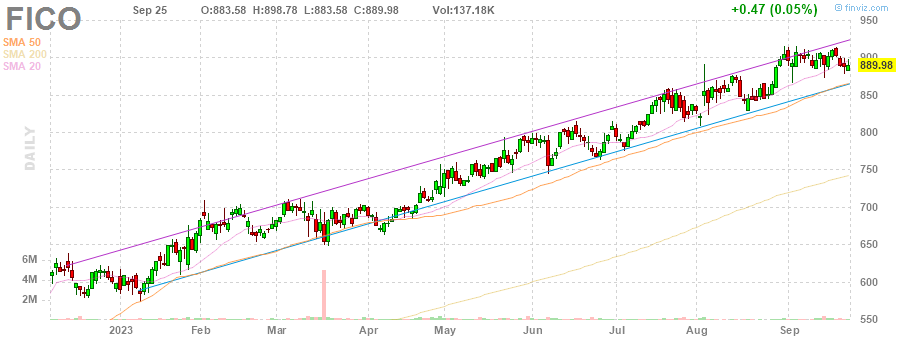 FICO
Sep 25 O:883.58 H:898.78 L:883.58 C:889.98 Vol:137.18K +0.47 (0.05%) © finviz.com
SMA 50
SMA 200
SMA 20
DAILY
950
900
889.98
850
800
750
700
650
600
550
6M
4M
2M
2023 Feb Mar Apr May Jun Jul Aug Sep